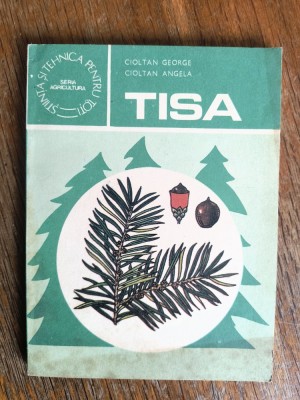 ȘTIINȚA ȘI TEHNICA PENTRU TOȚI
SERIA
AGRICULTURA
CIOLTAN GEORGE
CIOLTAN ANGELA
TISA